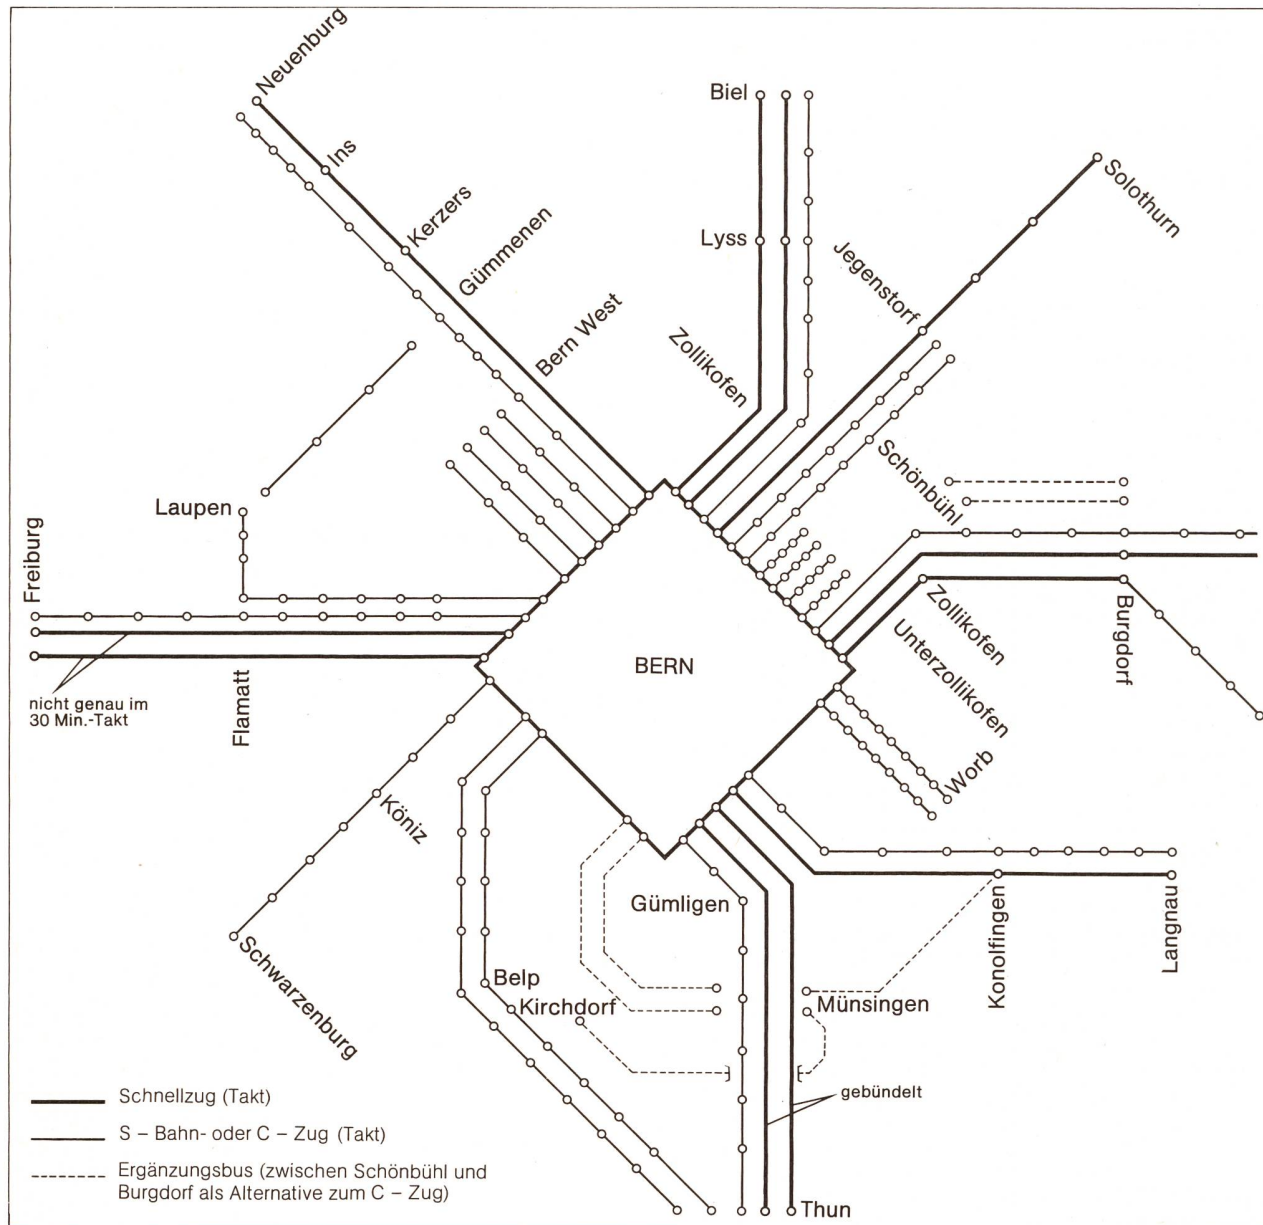 Neuenburg
Ins
Kerzers
Gümmenen
Bern West
Biel
Lyss
Zollikofen
Jegenstorf
Solothurn
Schönbühl
Laupen
Freiburg
nicht genau im
30 Min.-Takt
Flamatt
BERN
Zollikofen
Unterzollikofen
Burgdorf
Worb
Köniz
Schwarzenburg
Gümligen
Belp
Kirchdorf
Münsingen
Konolfingen
Langnau
gebündelt
Thun
Schnellzug (Takt)
S – Bahn- oder C – Zug (Takt)
Ergänzungsbus (zwischen Schönbühl und
Burgdorf als Alternative zum C – Zug)